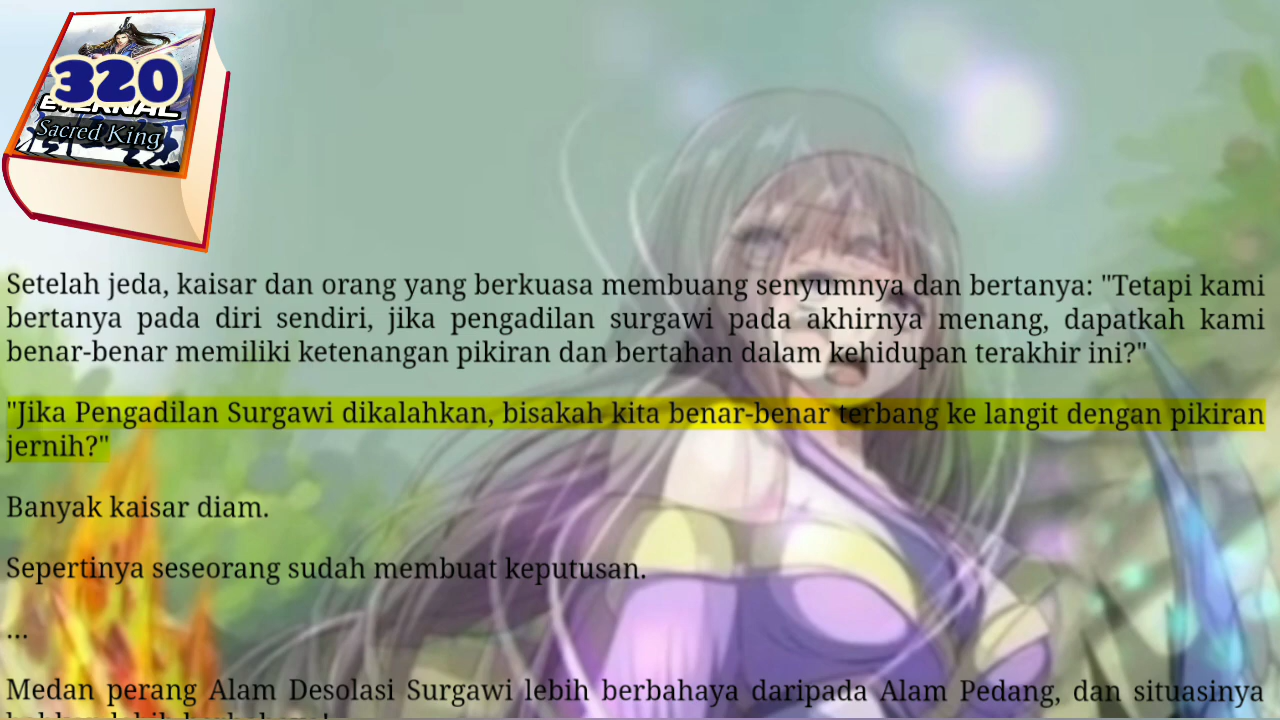 320
ETERNAL
Sacred King
Setelah jeda, kaisar dan orang yang berkuasa membuang senyumnya dan bertanya: "Tetapi kami
bertanya pada diri sendiri, jika pengadilan surgawi pada akhirnya menang, dapatkah kami
benar-benar memiliki ketenangan pikiran dan bertahan dalam kehidupan terakhir ini?"
"Jika Pengadilan Surgawi dikalahkan, bisakah kita benar-benar terbang ke langit dengan pikiran
jernih?"
Banyak kaisar diam.
Sepertinya seseorang sudah membuat keputusan.
...
Medan perang Alam Desolasi Surgawi lebih berbahaya daripada Alam Pedang, dan situasinya